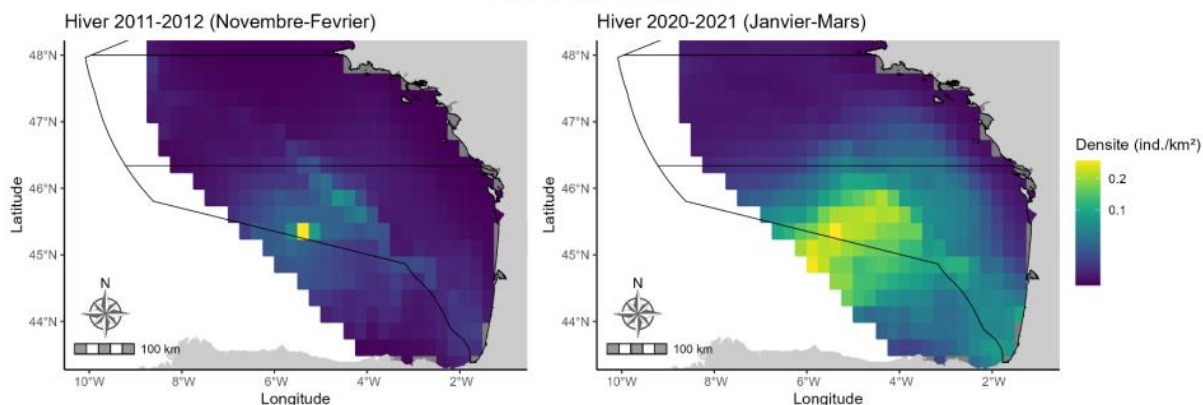 Hiver 2011-2012 (Novembre-Fevrier)
48°N
47°N
46°N
45°N
44°N
Latitude
N
100 km
10°W 8°W 6°W 4°W 2°W
Longitude
Hiver 2020-2021 (Janvier-Mars)
48°N
47°N
46°N
45°N
44°N
Latitude
N
100 km
10°W 8°W 6°W 4°W 2°W
Longitude
Densite (ind./km²)
0.2
0.1